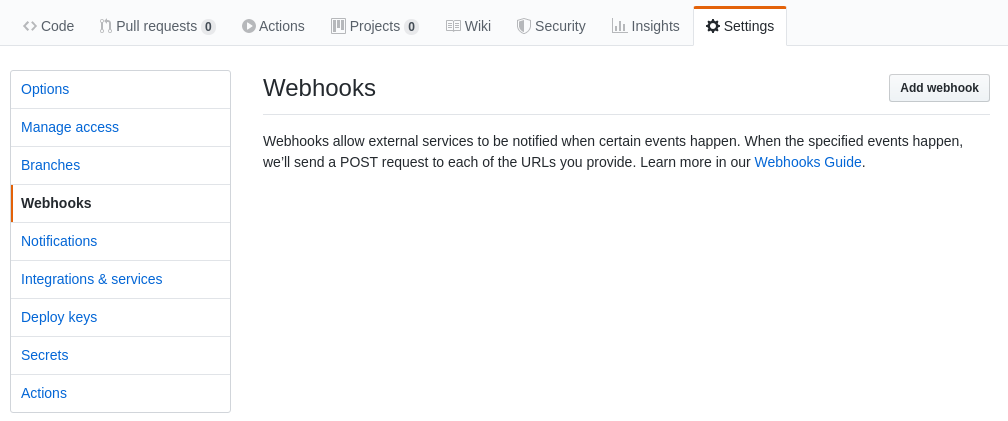 Code Pull requests 0 Actions Projects 0 Wiki Security Insights Settings
Options
Manage access
Branches
Webhooks
Notifications
Integrations & services
Deploy keys
Secrets
Actions
Webhooks
Add webhook
Webhooks allow external services to be notified when certain events happen. When the specified events happen,
we’ll send a POST request to each of the URLs you provide. Learn more in our Webhooks Guide.